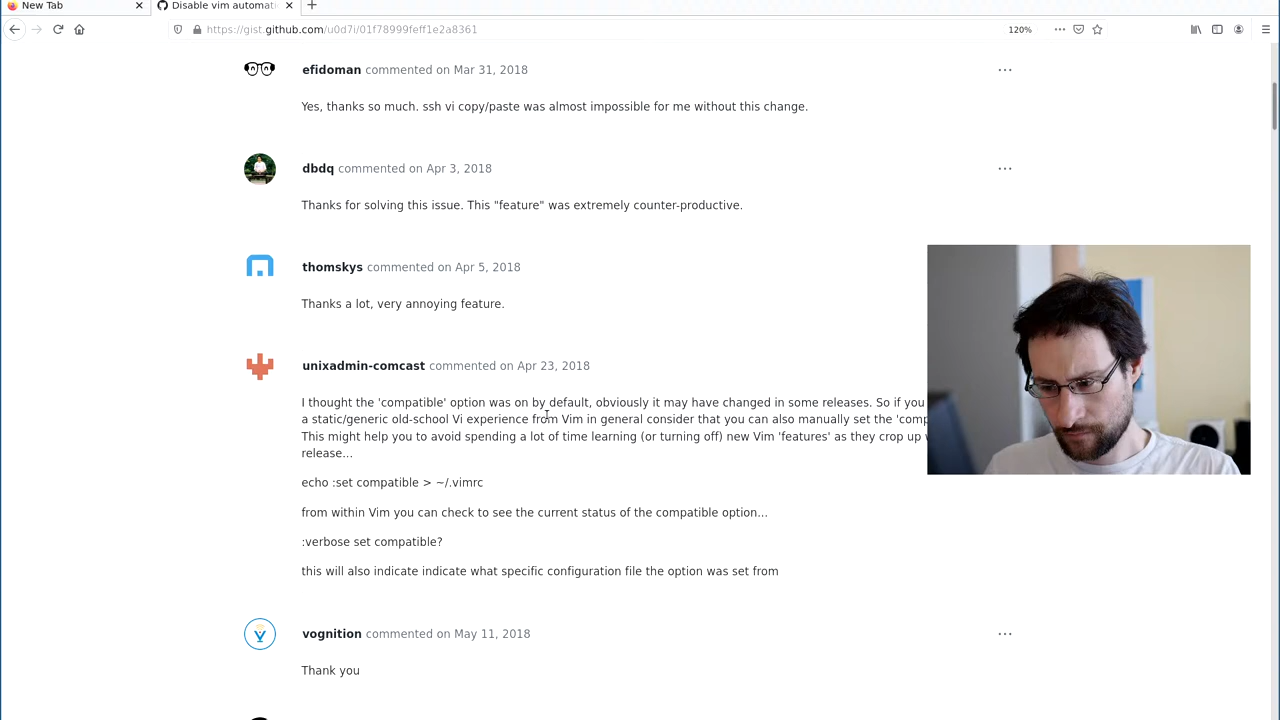 New Tab
Disable vim automat
https://gist.github.com/u0d7i/01f78999feff1e2a8361
120%
efidoman commented on Mar 31, 2018
Yes, thanks so much. ssh vi copy/paste was almost impossible for me without this change.
dbdq commented on Apr 3, 2018
Thanks for solving this issue. This "feature" was extremely counter-productive.
thomskys commented on Apr 5, 2018
Thanks a lot, very annoying feature.
unixadmin-comcast commented on Apr 23, 2018
I thought the 'compatible' option was on by default, obviously it may have changed in some releases. So if you
a static/generic old-school Vi experience from Vim in general consider that you can also manually set the 'comp
This might help you to avoid spending a lot of time learning (or turning off) new Vim 'features' as they crop up
release...
echo :set compatible > ~/.vimrc
from within Vim you can check to see the current status of the compatible option...
:verbose set compatible?
this will also indicate indicate what specific configuration file the option was set from
vognition commented on May 11, 2018
Thank you